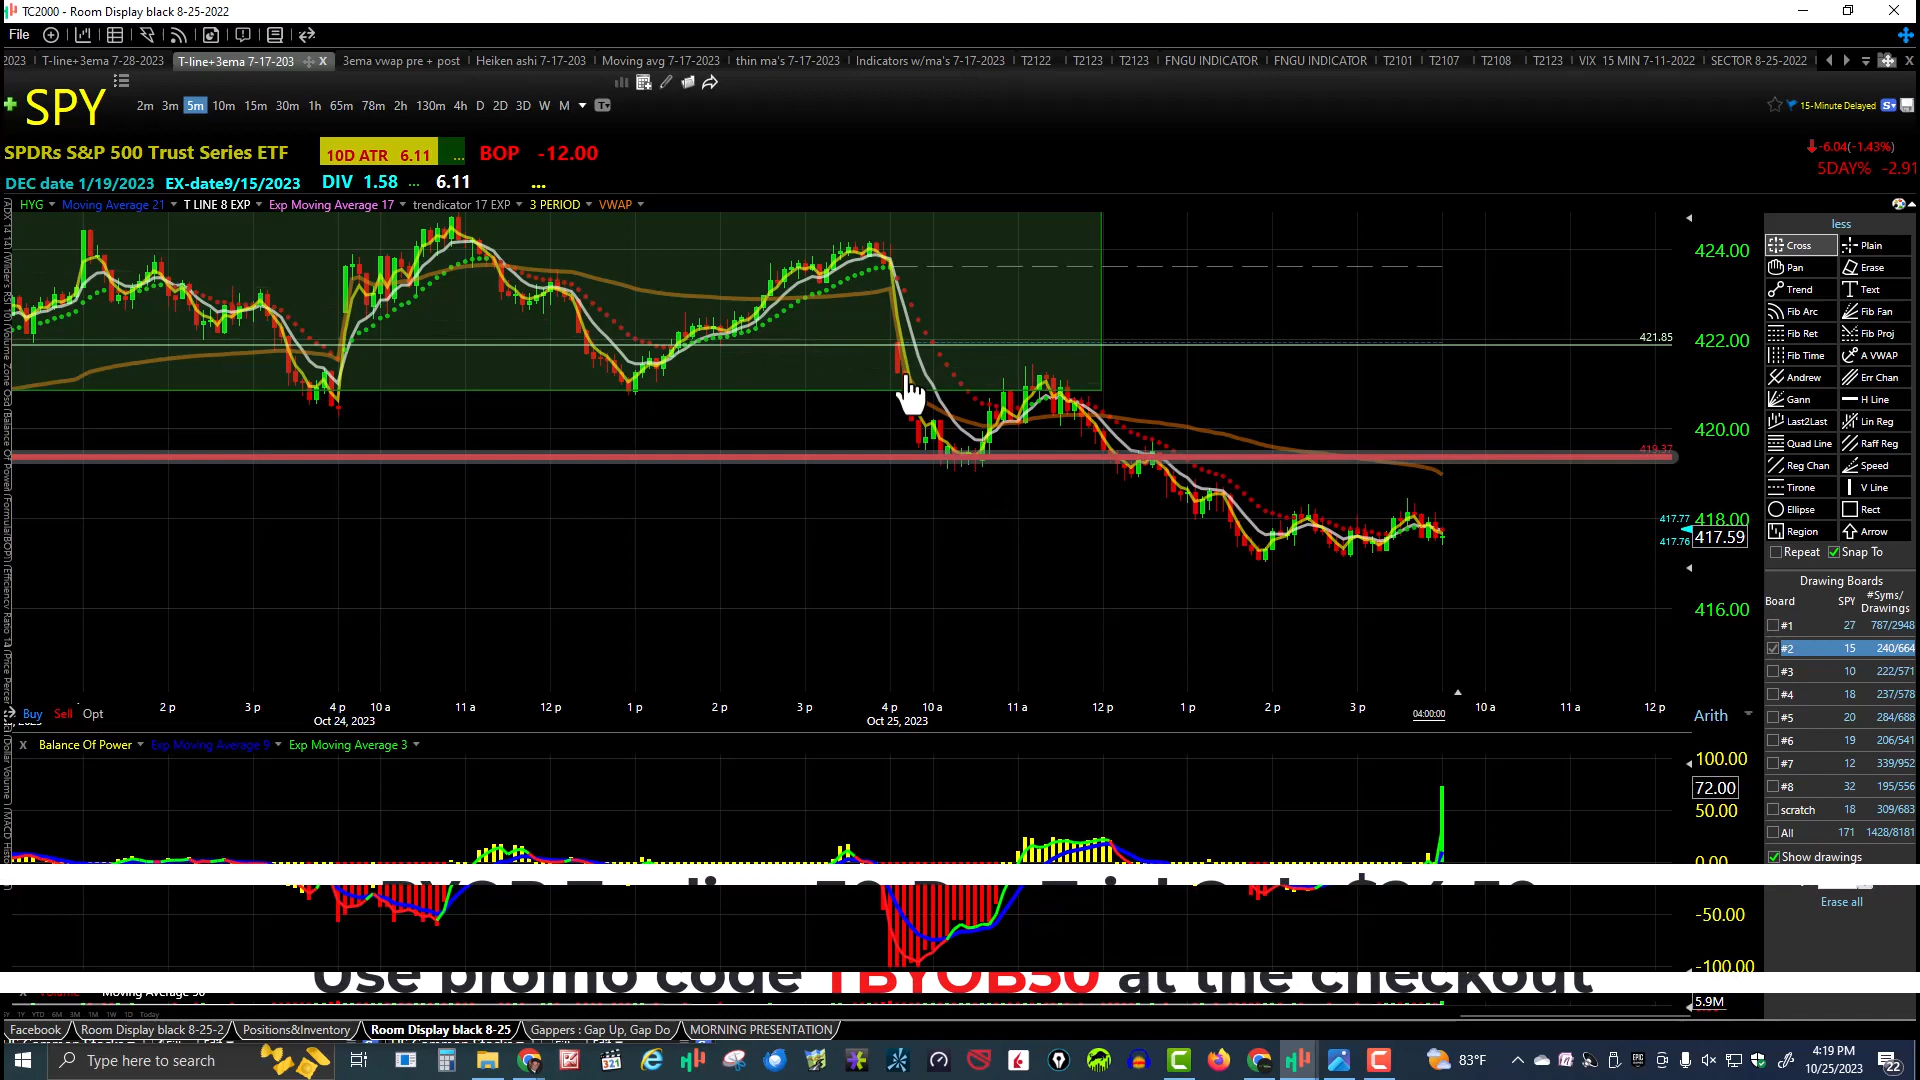 TC2000 - Room Display black 8-25-2022
File
2023 T-line+3ema 7-28-2023 T-line+3ema 7-17-203 X 3ema vwap pre + post Heiken ashi 7-17-203 Moving avg 7-17-2023 thin ma's 7-17-2023 Indicators w/ma's 7-17-2023 T2122 T2123 T2123 FNGU INDICATOR FNGU INDICATOR T2101 T2107 T2108 T2123 VIX 15 MIN 7-11-2022 SECTOR 8-25-2022 X
SPY 2m 3m 5m 10m 15m 30m 1h 65m 78m 2h 130m 4h D 2D 3D W M 15-Minute Delayed
SPDRs S&P 500 Trust Series ETF 10D ATR 6.11 ... BOP -12.00 -6.04(-1.43%)
5DAY% -2.91
DEC date 1/19/2023 EX-date9/15/2023 DIV 1.58 ... 6.11 ...
HYG Moving Average 21 T LINE 8 EXP Exp Moving Average 17 trendicator 17 EXP 3 PERIOD VWAP
less
Cross Plain
Pan Erase
Trend Text
Fib Arc Fib Fan
Fib Ret Fib Proj
Fib Time A VWAP
Andrew Err Chan
Gann H Line
Last2Last Lin Reg
Quad Line Raff Reg
Reg Chan Speed
Tirone V Line
Ellipse Rect
Region Arrow
Repeat Snap To
424.00
421.85
422.00
420.00
419.37
417.77
418.00
417.76
417.59
416.00
Drawing Boards
Board SPY #Syms/
Drawings
#1 27 787/2948
#2 15 240/664
#3 10 222/571
#4 18 237/578
#5 20 284/688
#6 19 206/541
#7 12 339/952
#8 32 195/556
scratch 18 309/683
All 171 1428/8181
Show drawings
Erase all
2 p 3 p 4 p 10 a 11 a 12 p 1 p 2 p 3 p 4 p 10 a 11 a 12 p 1 p 2 p 3 p 04:00:00 10 a 11 a 12 p
Buy Sell Opt
Oct 24, 2023 Oct 25, 2023
Arith
X Balance Of Power Exp Moving Average 9 Exp Moving Average 3
100.00
72.00
50.00
0.00
-50.00
-100.00
Use promo code TBYOB50 at the checkout
5.9M
Facebook Room Display black 8-25-2 Positions&Inventory Room Display black 8-25 Gappers : Gap Up, Gap Do MORNING PRESENTATION
Type here to search
83°F
4:19 PM
10/25/2023
22